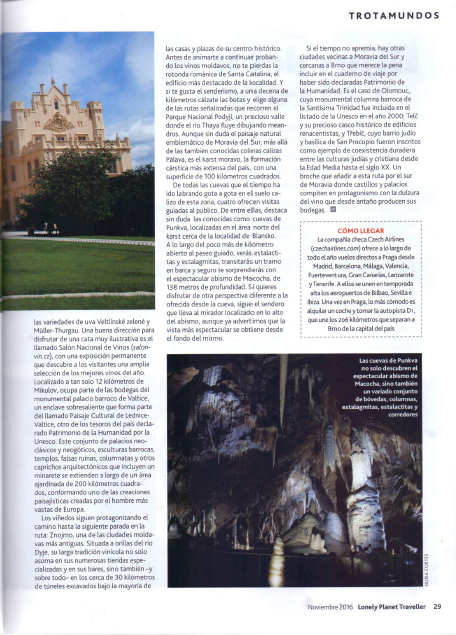 TROTAMUNDOS
las variedades de uva Veltlínské zelené y
Müller-Thurgau. Una buena dirección para
disfrutar de una cata muy ilustrativa es el
llamado Salón Nacional de Vinos (salon-
vin.cz), con una exposición permanente
que descubre a los visitantes una amplia
selección de los mejores vinos del año.
Localizado a tan solo 12 kilómetros de
Mikulov, ocupa parte de las bodegas del
monumental palacio barroco de Valtice,
un enclave sobresaliente que forma parte
del llamado Paisaje Cultural de Lednice-
Valtice, otro de los tesoros del país decla-
rado Patrimonio de la Humanidad por la
Unesco. Este conjunto de palacios neo-
clásicos y neogóticos, esculturas barrocas,
templos, falsas ruinas, columnatas y otros
caprichos arquitectónicos que incluyen un
minarete se extienden a largo de un área
ajardinada de 200 kilómetros cuadra-
dos, conformando uno de las creaciones
paisajísticas creadas por el hombre más
vastas de Europa.
Los viñedos siguen protagonizando el
camino hasta la siguiente parada en la
ruta: Znojmo, una de las ciudades molda-
vas más antiguas. Situada a orillas del río
Dyje, su larga tradición vinícola no solo
asoma en sus numerosas tiendas espe-
cializadas y en sus bares, sino también –y
sobre todo– en los cerca de 30 kilómetros
de túneles excavados bajo la mayoría de
las casas y plazas de su centro histórico.
Antes de animarte a continuar proban-
do los vinos moldavos, no te pierdas la
rotonda románica de Santa Catalina, el
edificio más destacado de la localidad. Y
si te gusta el senderismo, a una decena de
kilómetros cálzate las botas y elige alguna
de las rutas señalizadas que recorren el
Parque Nacional Podyjí, un precioso valle
donde el río Thaya fluye dibujando mean-
dros. Aunque sin duda el paisaje natural
emblemático de Moravia del Sur, más allá
de las también conocidas colinas calizas
Pálava, es el karst moravo, la formación
cárstica más extensa del país, con una
superficie de 100 kilómetros cuadrados.
De todas las cuevas que el tiempo ha
ido labrando gota a gota en el suelo ca-
lizo de esta zona, cuatro ofrecen visitas
guiadas al público. De entre ellas, destaca
sin duda las conocidas como cuevas de
Punkva, localizadas en el área norte del
karst cerca de la localidad de Blansko.
A lo largo del poco más de kilómetro
abierto al paseo guiado, verás estalacti-
tas y estalagmitas, transitarás un tramo
en barca y seguro te sorprenderás con
el espectacular abismo de Macocha, de
138 metros de profundidad. Si quieres
disfrutar de otra perspectiva diferente a la
ofrecida desde la cueva, sigue el sendero
que lleva al mirador localizado en lo alto
del abismo, aunque ya advertimos que la
vista más espectacular se obtiene desde
el fondo del mismo.
Si el tiempo no apremia, hay otras
ciudades vecinas a Moravia del Sur y
cercanas a Brno que merece la pena
incluir en el cuaderno de viaje por
haber sido declaradas Patrimonio de
la Humanidad. Es el caso de Olomouc,
cuya monumental columna barroca de
la Santísima Trinidad fue incluida en el
listado de la Unesco en el año 2000; Telč
y su precioso casco histórico de edificios
renacentistas, y Třebíč, cuyo barrio judío
y basílica de San Procopio fueron inscritos
como ejemplo de coexistencia duradera
entre las culturas judías y cristiana desde
la Edad Media hasta el siglo XX. Un
broche que añadir a esta ruta por el sur
de Moravia donde castillos y palacios
compiten en protagonismo con la dulzura
del vino que desde antaño producen sus
bodegas.
CÓMO LLEGAR
La compañía checa Czech Airlines
(czechairlines.com) ofrece a lo largo de
todo el año vuelos directos a Praga desde
Madrid, Barcelona, Málaga, Valencia,
Fuerteventura, Gran Canarias, Lanzarote
y Tenerife. A ellos se unen en temporada
alta los aeropuertos de Bilbao, Sevilla e
Ibiza. Una vez en Praga, lo más cómodo es
alquilar un coche y tomar la autopista D1,
que une los 206 kilómetros que separan a
Brno de la capital del país
Las cuevas de Punkva
no solo descubren el
espectacular abismo de
Macocha, sino también
un variado conjunto
de bóvedas, columnas,
estalagmitas, estalactitas y
corredores
NURIA CORTÉS
Noviembre 2016 Lonely Planet Traveller 29